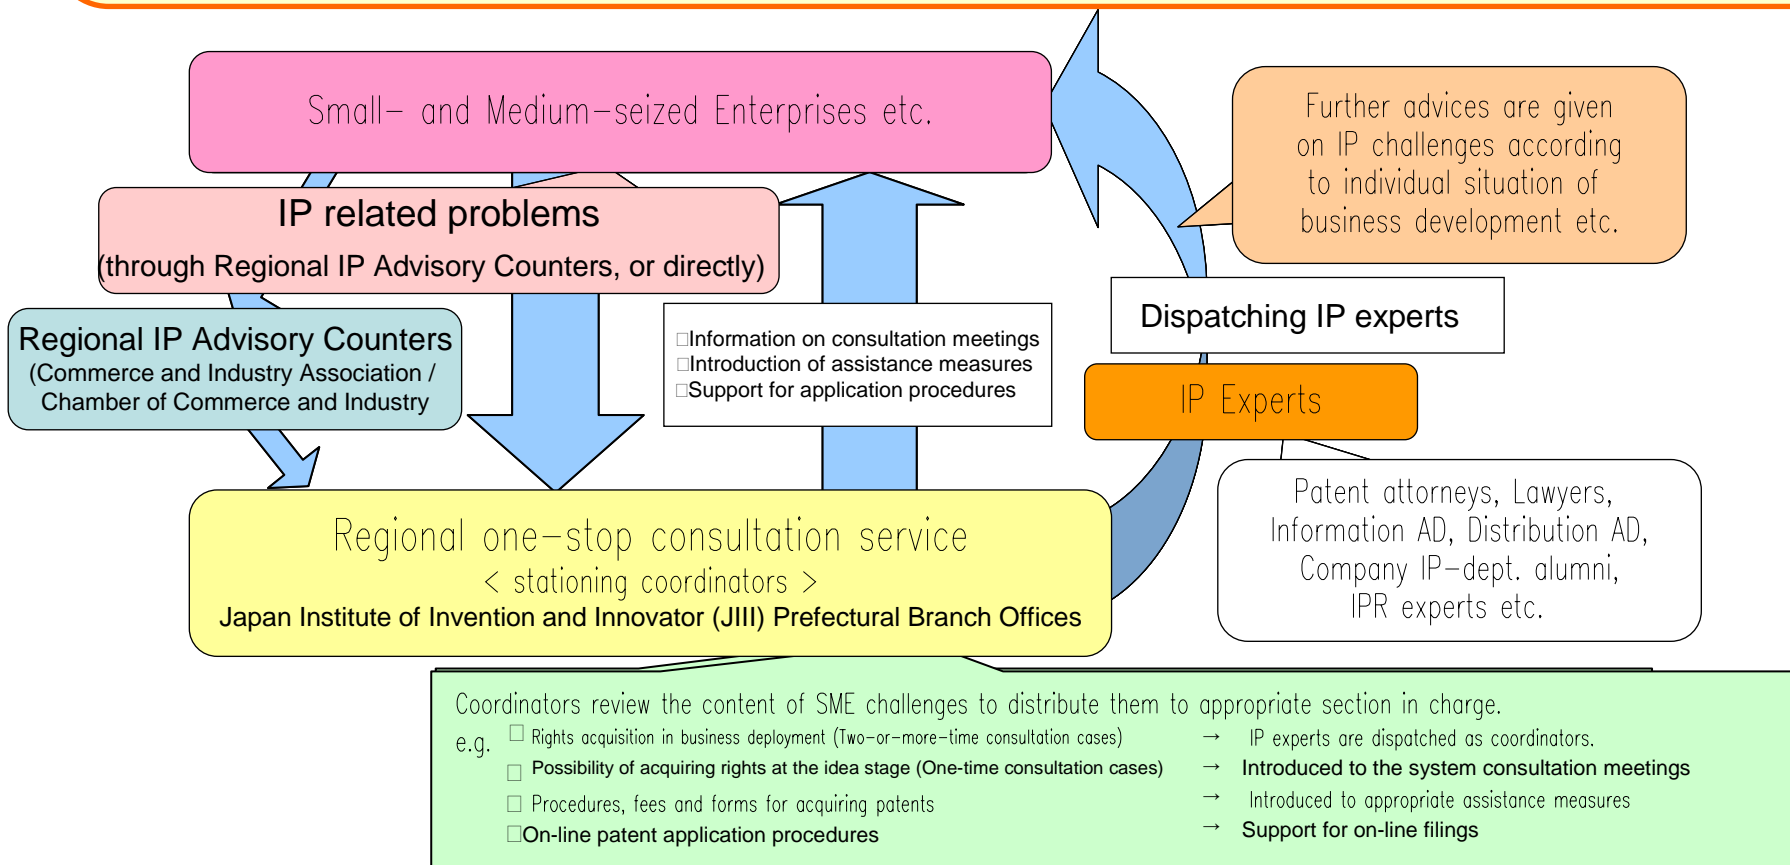 Small- and Medium-seized Enterprises etc.
Further advices are given
on IP challenges according
to individual situation of
business development etc.
IP related problems
(through Regional IP Advisory Counters, or directly)
Regional IP Advisory Counters
(Commerce and Industry Association /
Chamber of Commerce and Industry
□Information on consultation meetings
□Introduction of assistance measures
□Support for application procedures
Dispatching IP experts
IP Experts
Patent attorneys, Lawyers,
Information AD, Distribution AD,
Company IP-dept. alumni,
IPR experts etc.
Regional one-stop consultation service
< stationing coordinators >
Japan Institute of Invention and Innovator (JIII) Prefectural Branch Offices
Coordinators review the content of SME challenges to distribute them to appropriate section in charge.
e.g. □ Rights acquisition in business deployment (Two-or-more-time consultation cases) → IP experts are dispatched as coordinators.
□ Possibility of acquiring rights at the idea stage (One-time consultation cases) → Introduced to the system consultation meetings
□ Procedures, fees and forms for acquiring patents → Introduced to appropriate assistance measures
□On-line patent application procedures → Support for on-line filings